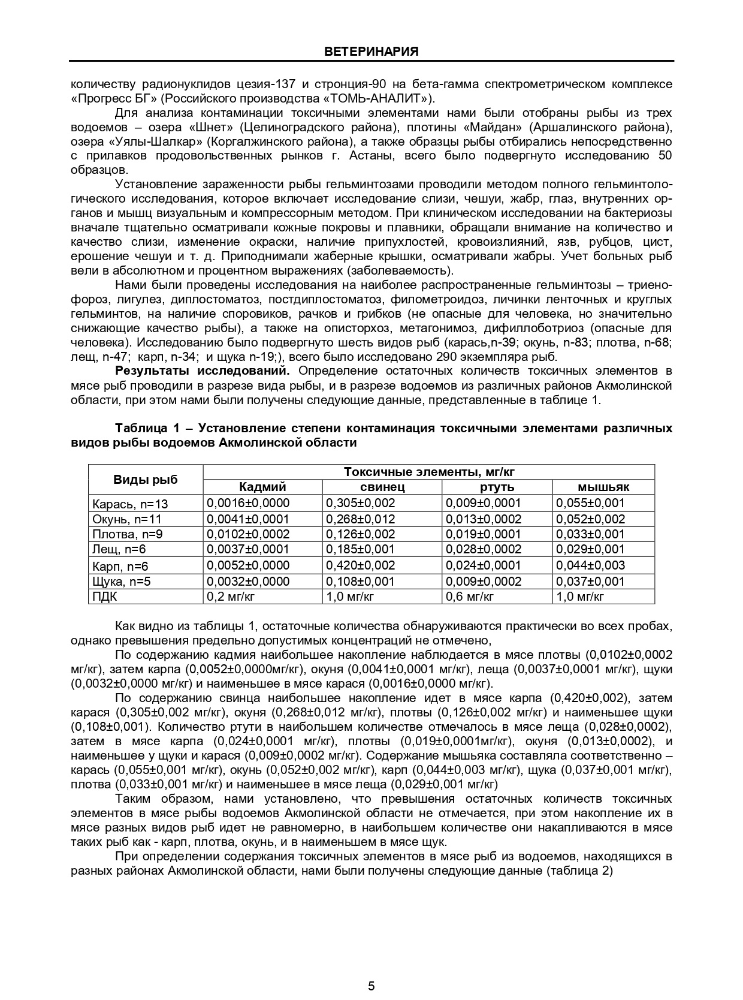 ВЕТЕРИНАРИЯ
количеству радионуклидов цезия-137 и стронция-90 на бета-гамма спектрометрическом комплексе
«Прогресс БГ» (Российского производства «ТОМЬ-АНАЛИТ»).
Для анализа контаминации токсичными элементами нами были отобраны рыбы из трех
водоемов – озера «Шнет» (Целиноградского района), плотины «Майдан» (Аршалинского района),
озера «Уялы-Шалкар» (Коргалжинского района), а также образцы рыбы отбирались непосредственно
с прилавков продовольственных рынков г. Астаны, всего было подвергнуто исследованию 50
образцов.
Установление зараженности рыбы гельминтозами проводили методом полного гельминтоло-
гического исследования, которое включает исследование слизи, чешуи, жабр, глаз, внутренних ор-
ганов и мышц визуальным и компрессорным методом. При клиническом исследовании на бактериозы
вначале тщательно осматривали кожные покровы и плавники, обращали внимание на количество и
качество слизи, изменение окраски, наличие припухлостей, кровоизлияний, язв, рубцов, цист,
ерошение чешуи и т. д. Приподнимали жаберные крышки, осматривали жабры. Учет больных рыб
вели в абсолютном и процентном выражениях (заболеваемость).
Нами были проведены исследования на наиболее распространенные гельминтозы – триено-
фороз, лигулез, диплостоматоз, постдиплостоматоз, филометроидоз, личинки ленточных и круглых
гельминтов, на наличие споровиков, рачков и грибков (не опасные для человека, но значительно
снижающие качество рыбы), а также на описторхоз, метагонимоз, дифиллоботриоз (опасные для
человека). Исследованию было подвергнуто шесть видов рыб (карась,n-39; окунь, n-83; плотва, n-68;
лещ, n-47; карп, n-34; и щука n-19;), всего было исследовано 290 экземпляра рыб.
Результаты исследований. Определение остаточных количеств токсичных элементов в
мясе рыб проводили в разрезе вида рыбы, и в разрезе водоемов из различных районов Акмолинской
области, при этом нами были получены следующие данные, представленные в таблице 1.
Таблица 1 – Установление степени контаминация токсичными элементами различных
видов рыбы водоемов Акмолинской области
Виды рыб Токсичные элементы, мг/кг
Кадмий свинец ртуть мышьяк
Карась, n=13 0,0016±0,0000 0,305±0,002 0,009±0,0001 0,055±0,001
Окунь, n=11 0,0041±0,0001 0,268±0,012 0,013±0,0002 0,052±0,002
Плотва, n=9 0,0102±0,0002 0,126±0,002 0,019±0,0001 0,033±0,001
Лещ, n=6 0,0037±0,0001 0,185±0,001 0,028±0,0002 0,029±0,001
Карп, n=6 0,0052±0,0000 0,420±0,002 0,024±0,0001 0,044±0,003
Щука, n=5 0,0032±0,0000 0,108±0,001 0,009±0,0002 0,037±0,001
ПДК 0,2 мг/кг 1,0 мг/кг 0,6 мг/кг 1,0 мг/кг
Как видно из таблицы 1, остаточные количества обнаруживаются практически во всех пробах,
однако превышения предельно допустимых концентраций не отмечено,
По содержанию кадмия наибольшее накопление наблюдается в мясе плотвы (0,0102±0,0002
мг/кг), затем карпа (0,0052±0,0000мг/кг), окуня (0,0041±0,0001 мг/кг), леща (0,0037±0,0001 мг/кг), щуки
(0,0032±0,0000 мг/кг) и наименьшее в мясе карася (0,0016±0,0000 мг/кг).
По содержанию свинца наибольшее накопление идет в мясе карпа (0,420±0,002), затем
карася (0,305±0,002 мг/кг), окуня (0,268±0,012 мг/кг), плотвы (0,126±0,002 мг/кг) и наименьшее щуки
(0,108±0,001). Количество ртути в наибольшем количестве отмечалось в мясе леща (0,028±0,0002),
затем в мясе карпа (0,024±0,0001 мг/кг), плотвы (0,019±0,0001мг/кг), окуня (0,013±0,0002), и
наименьшее у щуки и карася (0,009±0,0002 мг/кг). Содержание мышьяка составляла соответственно –
карась (0,055±0,001 мг/кг), окунь (0,052±0,002 мг/кг), карп (0,044±0,003 мг/кг), щука (0,037±0,001 мг/кг),
плотва (0,033±0,001 мг/кг) и наименьшее в мясе леща (0,029±0,001 мг/кг)
Таким образом, нами установлено, что превышения остаточных количеств токсичных
элементов в мясе рыбы водоемов Акмолинской области не отмечается, при этом накопление их в
мясе разных видов рыб идет не равномерно, в наибольшем количестве они накапливаются в мясе
таких рыб как - карп, плотва, окунь, и в наименьшем в мясе щук.
При определении содержания токсичных элементов в мясе рыб из водоемов, находящихся в
разных районах Акмолинской области, нами были получены следующие данные (таблица 2)
5